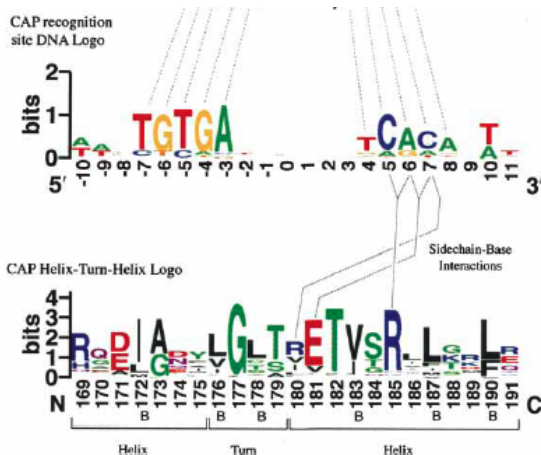 CAP recognition
site DNA Logo
bits
2
1
0
T G T G A
T C A C A T
-10 -9 -8 -7 -6 -5 -4 -3 -2 -1 0 1 2 3 4 5 6 7 8 9 10 11
5′ 3′
Sidechain-Base
Interactions
CAP Helix-Turn-Helix Logo
bits
4
3
2
1
0
R Q D I A L G L T R E T V S R L L
E G
169 170 171 172 173 174 175 176 177 178 179 180 181 182 183 184 185 186 187 188 189 190 191
N B B B B B B C
Helix Turn Helix